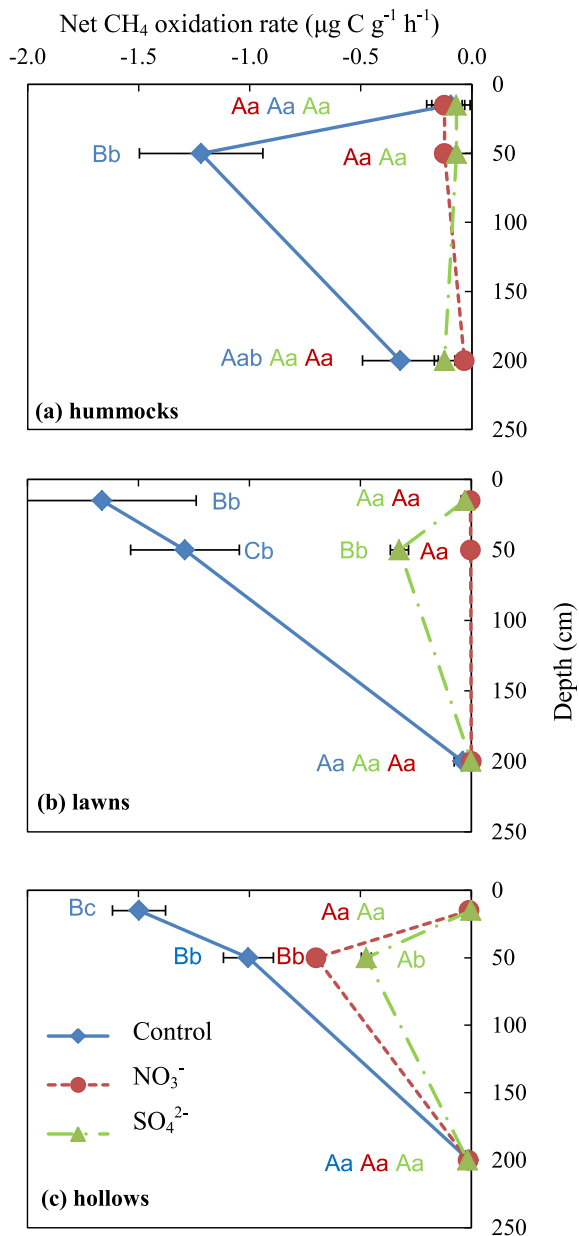 Net CH₄ oxidation rate (µg C g⁻¹ h⁻¹)
-2.0 -1.5 -1.0 -0.5 0.0
0
Aa Aa Aa
Bb Aa Aa 50
100
150
Aab Aa Aa 200
(a) hummocks
250
0
Bb Aa Aa
Cb Bb Aa 50
100
Depth (cm)
150
Aa Aa Aa 200
(b) lawns
250
0
Bc Aa Aa
Bb Bb Ab 50
100
Control
NO₃⁻
150
SO₄²⁻
Aa Aa Aa 200
(c) hollows
250